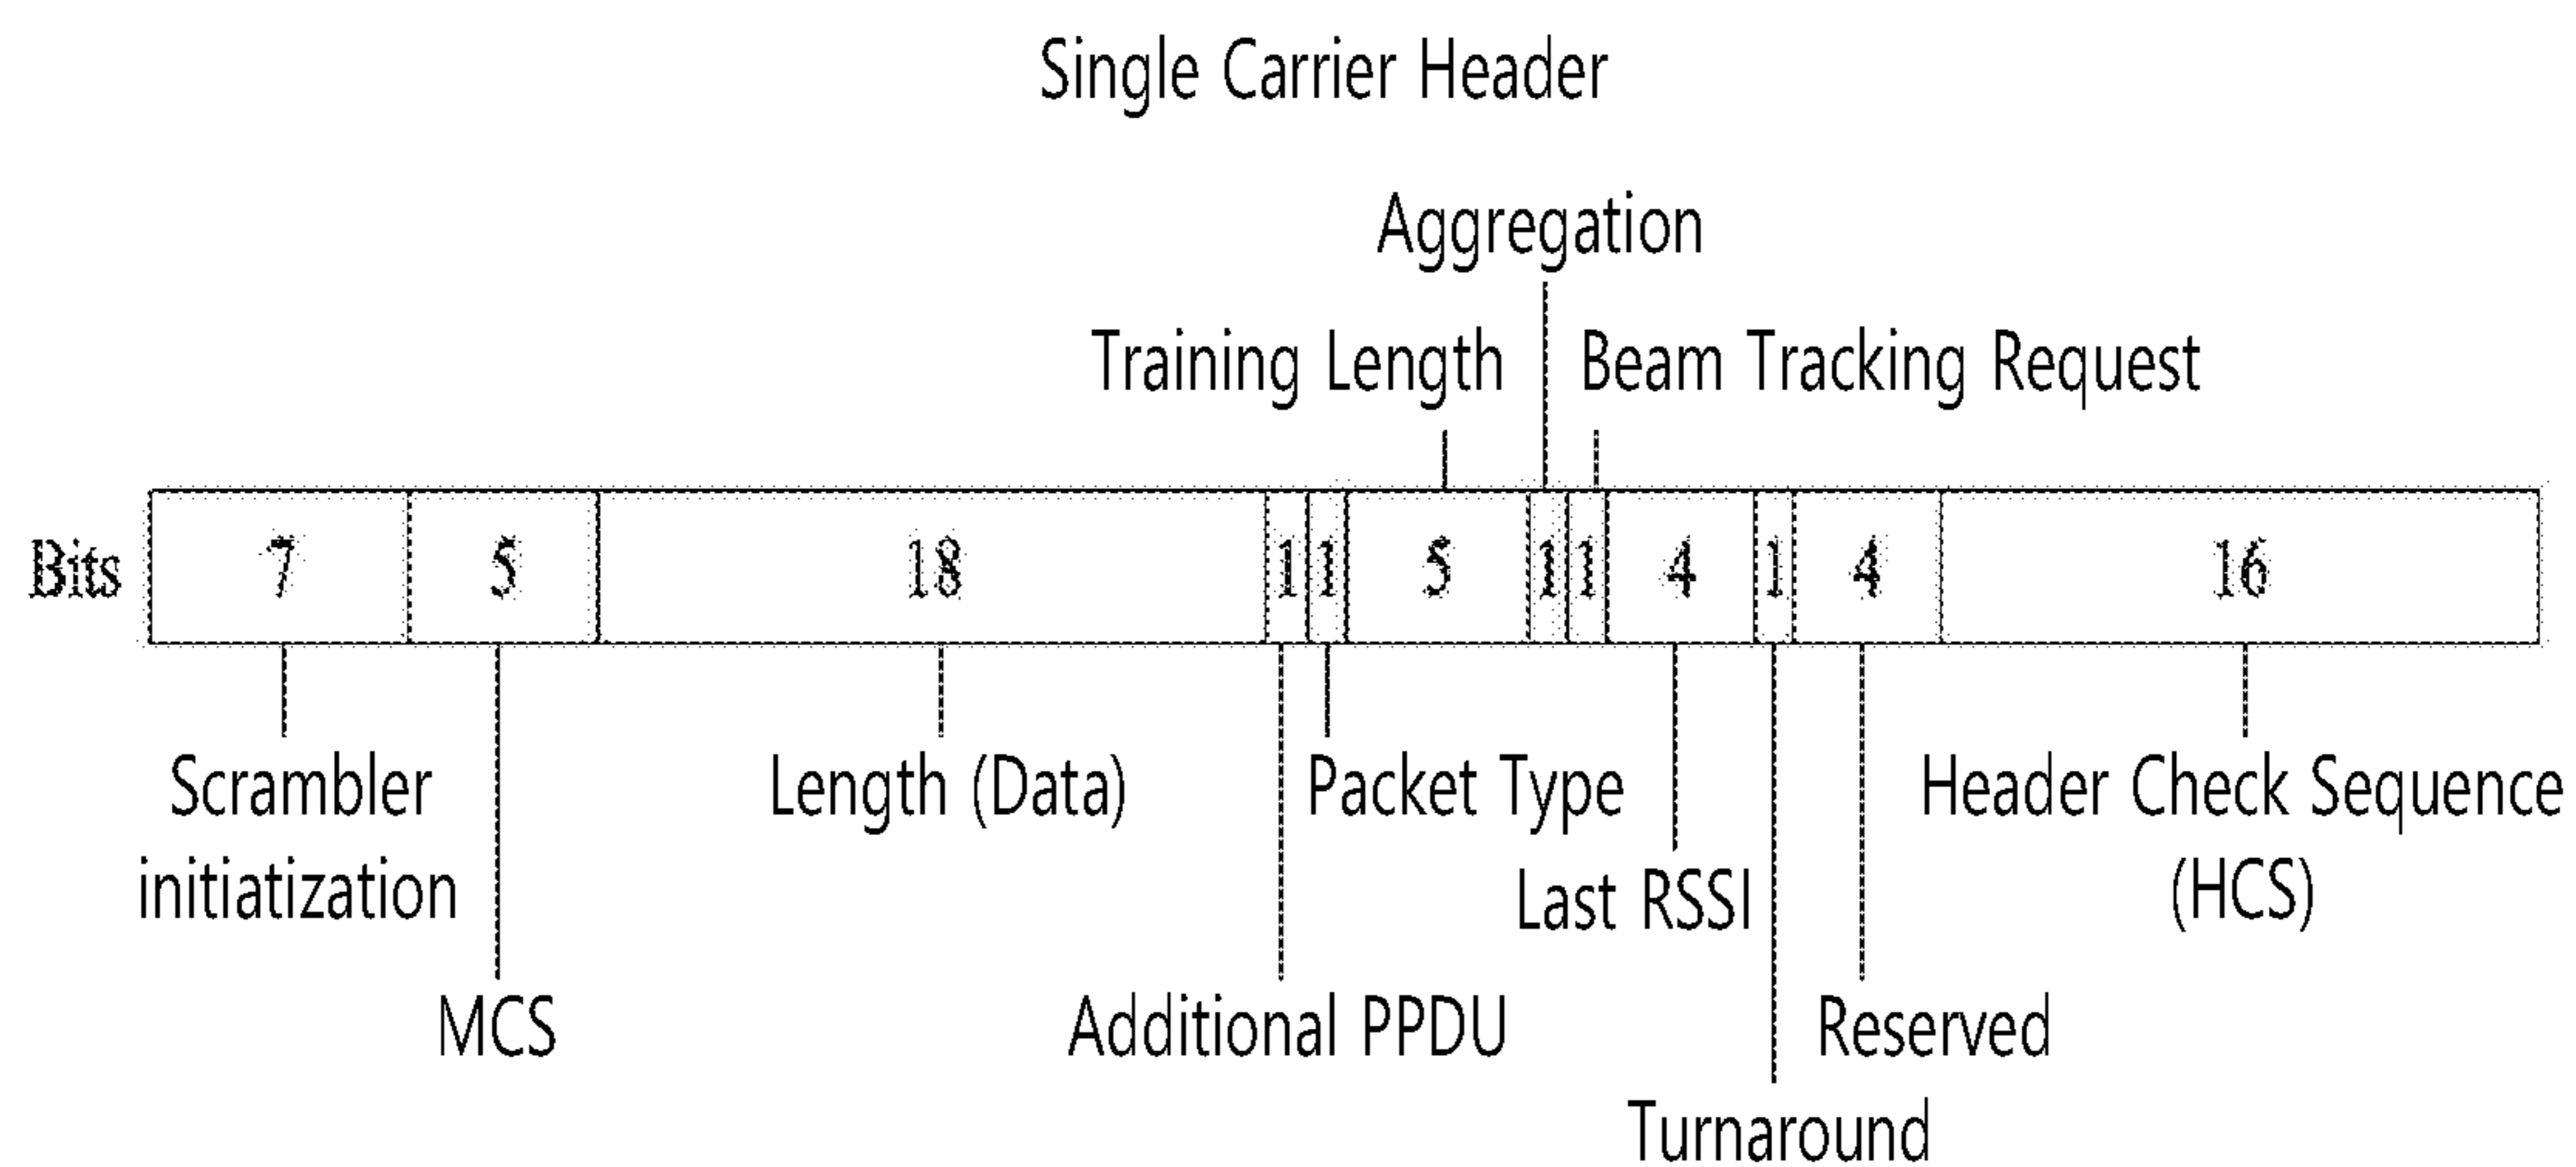 Single Carrier Header
Aggregation
Training Length Beam Tracking Request
Bits 7 5 18 1 1 5 1 1 4 1 4 16
Scrambler
initiatization
Length (Data)
Packet Type
Header Check Sequence
(HCS)
Last RSSI
MCS
Additional PPDU
Reserved
Turnaround